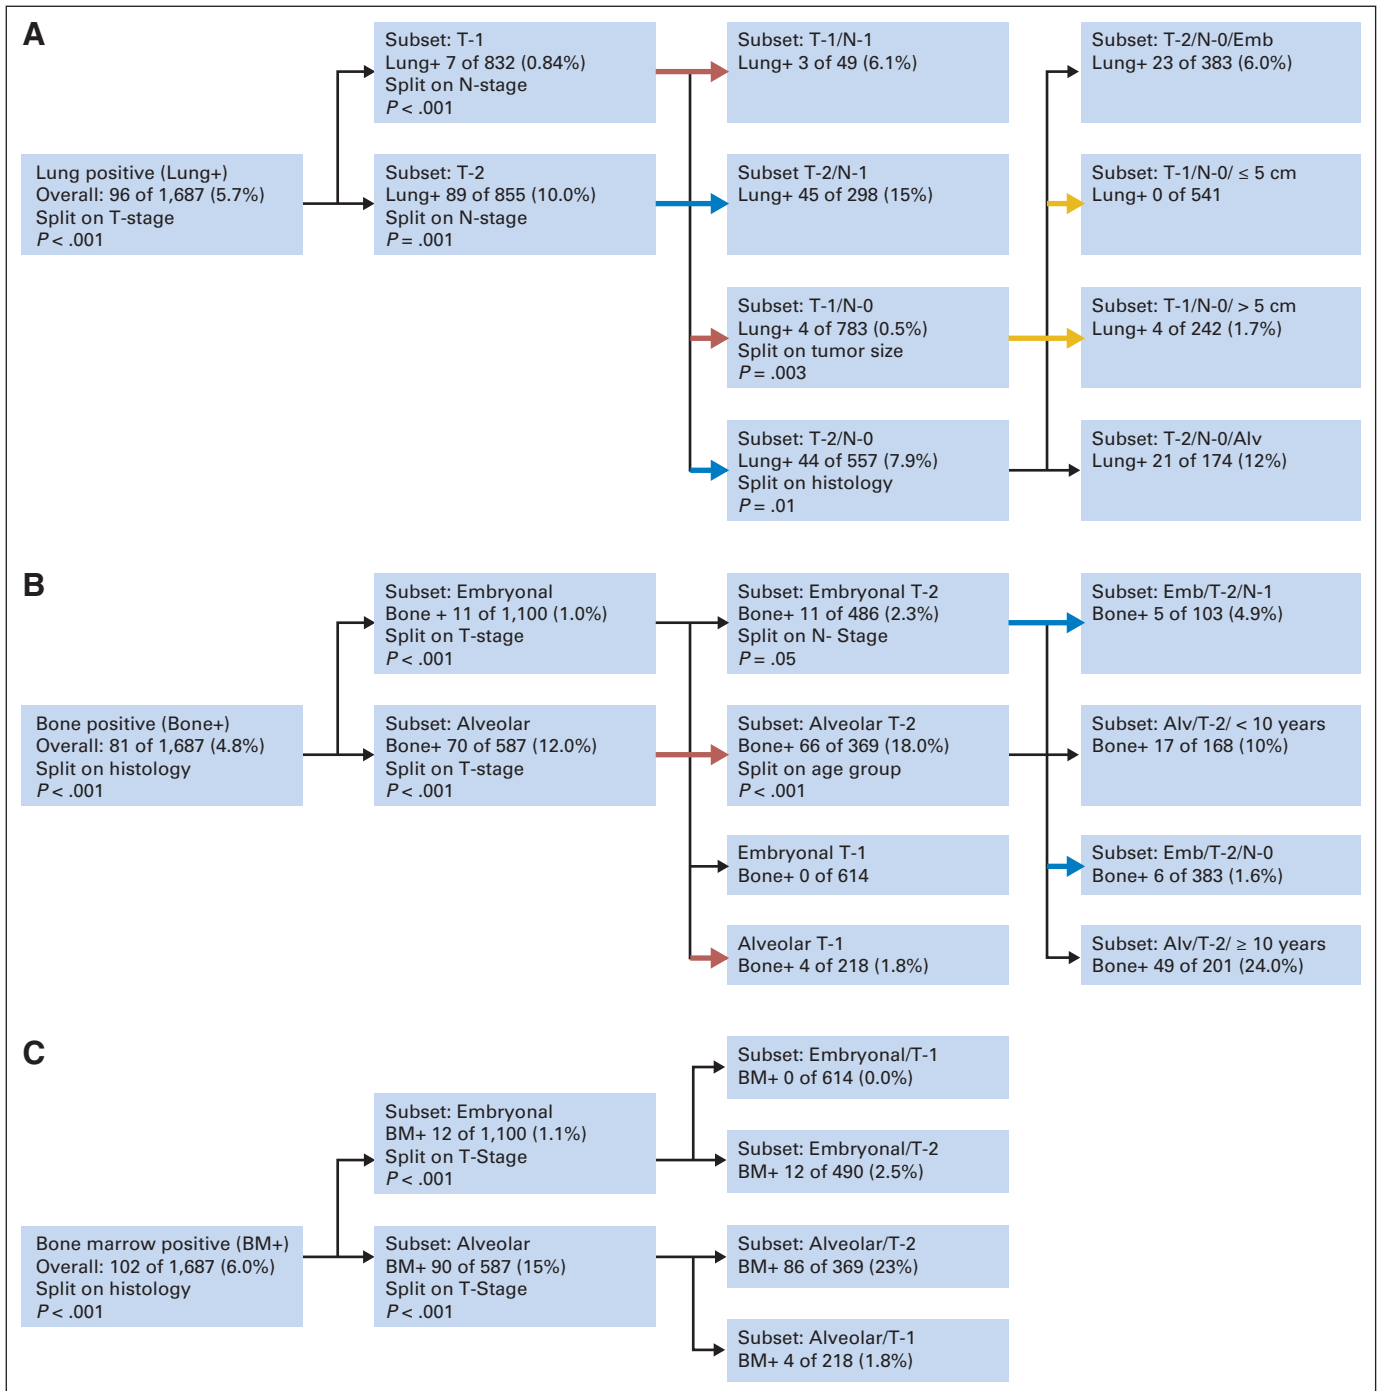 A
Lung positive (Lung+)
Overall: 96 of 1,687 (5.7%)
Split on T-stage
P < .001
Subset: T-1
Lung+ 7 of 832 (0.84%)
Split on N-stage
P < .001
Subset: T-2
Lung+ 89 of 855 (10.0%)
Split on N-stage
P = .001
Subset: T-1/N-1
Lung+ 3 of 49 (6.1%)
Subset T-2/N-1
Lung+ 45 of 298 (15%)
Subset: T-1/N-0
Lung+ 4 of 783 (0.5%)
Split on tumor size
P = .003
Subset: T-2/N-0
Lung+ 44 of 557 (7.9%)
Split on histology
P = .01
Subset: T-2/N-0/Emb
Lung+ 23 of 383 (6.0%)
Subset: T-1/N-0/ ≤ 5 cm
Lung+ 0 of 541
Subset: T-1/N-0/ > 5 cm
Lung+ 4 of 242 (1.7%)
Subset: T-2/N-0/Alv
Lung+ 21 of 174 (12%)
B
Bone positive (Bone+)
Overall: 81 of 1,687 (4.8%)
Split on histology
P < .001
Subset: Embryonal
Bone + 11 of 1,100 (1.0%)
Split on T-stage
P < .001
Subset: Alveolar
Bone+ 70 of 587 (12.0%)
Split on T-stage
P < .001
Subset: Embryonal T-2
Bone+ 11 of 486 (2.3%)
Split on N- Stage
P = .05
Subset: Alveolar T-2
Bone+ 66 of 369 (18.0%)
Split on age group
P < .001
Embryonal T-1
Bone+ 0 of 614
Alveolar T-1
Bone+ 4 of 218 (1.8%)
Subset: Emb/T-2/N-1
Bone+ 5 of 103 (4.9%)
Subset: Alv/T-2/ < 10 years
Bone+ 17 of 168 (10%)
Subset: Emb/T-2/N-0
Bone+ 6 of 383 (1.6%)
Subset: Alv/T-2/ ≥ 10 years
Bone+ 49 of 201 (24.0%)
C
Bone marrow positive (BM+)
Overall: 102 of 1,687 (6.0%)
Split on histology
P < .001
Subset: Embryonal
BM+ 12 of 1,100 (1.1%)
Split on T-Stage
P < .001
Subset: Alveolar
BM+ 90 of 587 (15%)
Split on T-Stage
P < .001
Subset: Embryonal/T-1
BM+ 0 of 614 (0.0%)
Subset: Embryonal/T-2
BM+ 12 of 490 (2.5%)
Subset: Alveolar/T-2
BM+ 86 of 369 (23%)
Subset: Alveolar/T-1
BM+ 4 of 218 (1.8%)